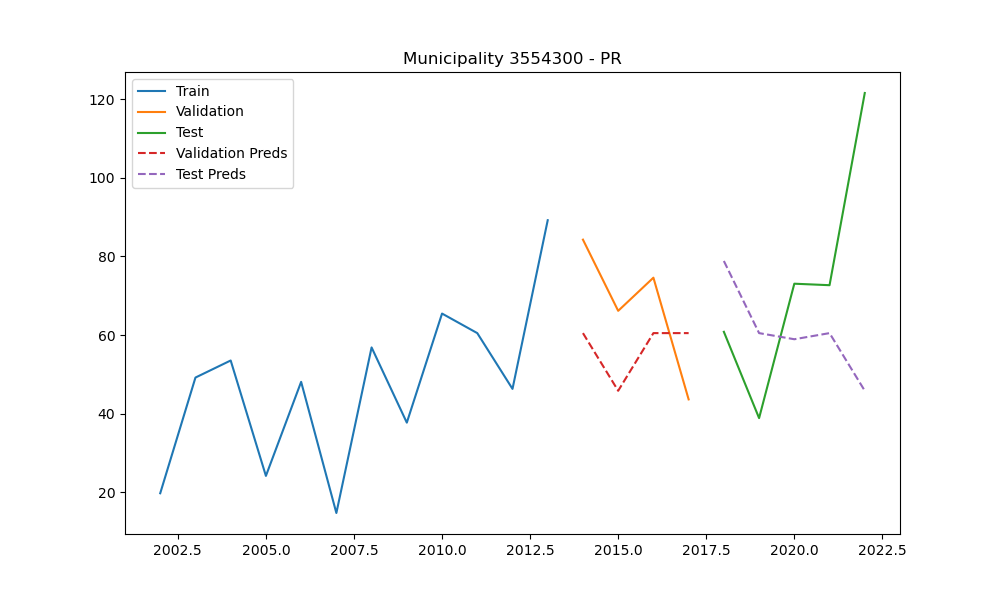 Municipality 3554300 - PR
Train
Validation
Test
Validation Preds
Test Preds
120
100
80
60
40
20
2002.5 2005.0 2007.5 2010.0 2012.5 2015.0 2017.5 2020.0 2022.5